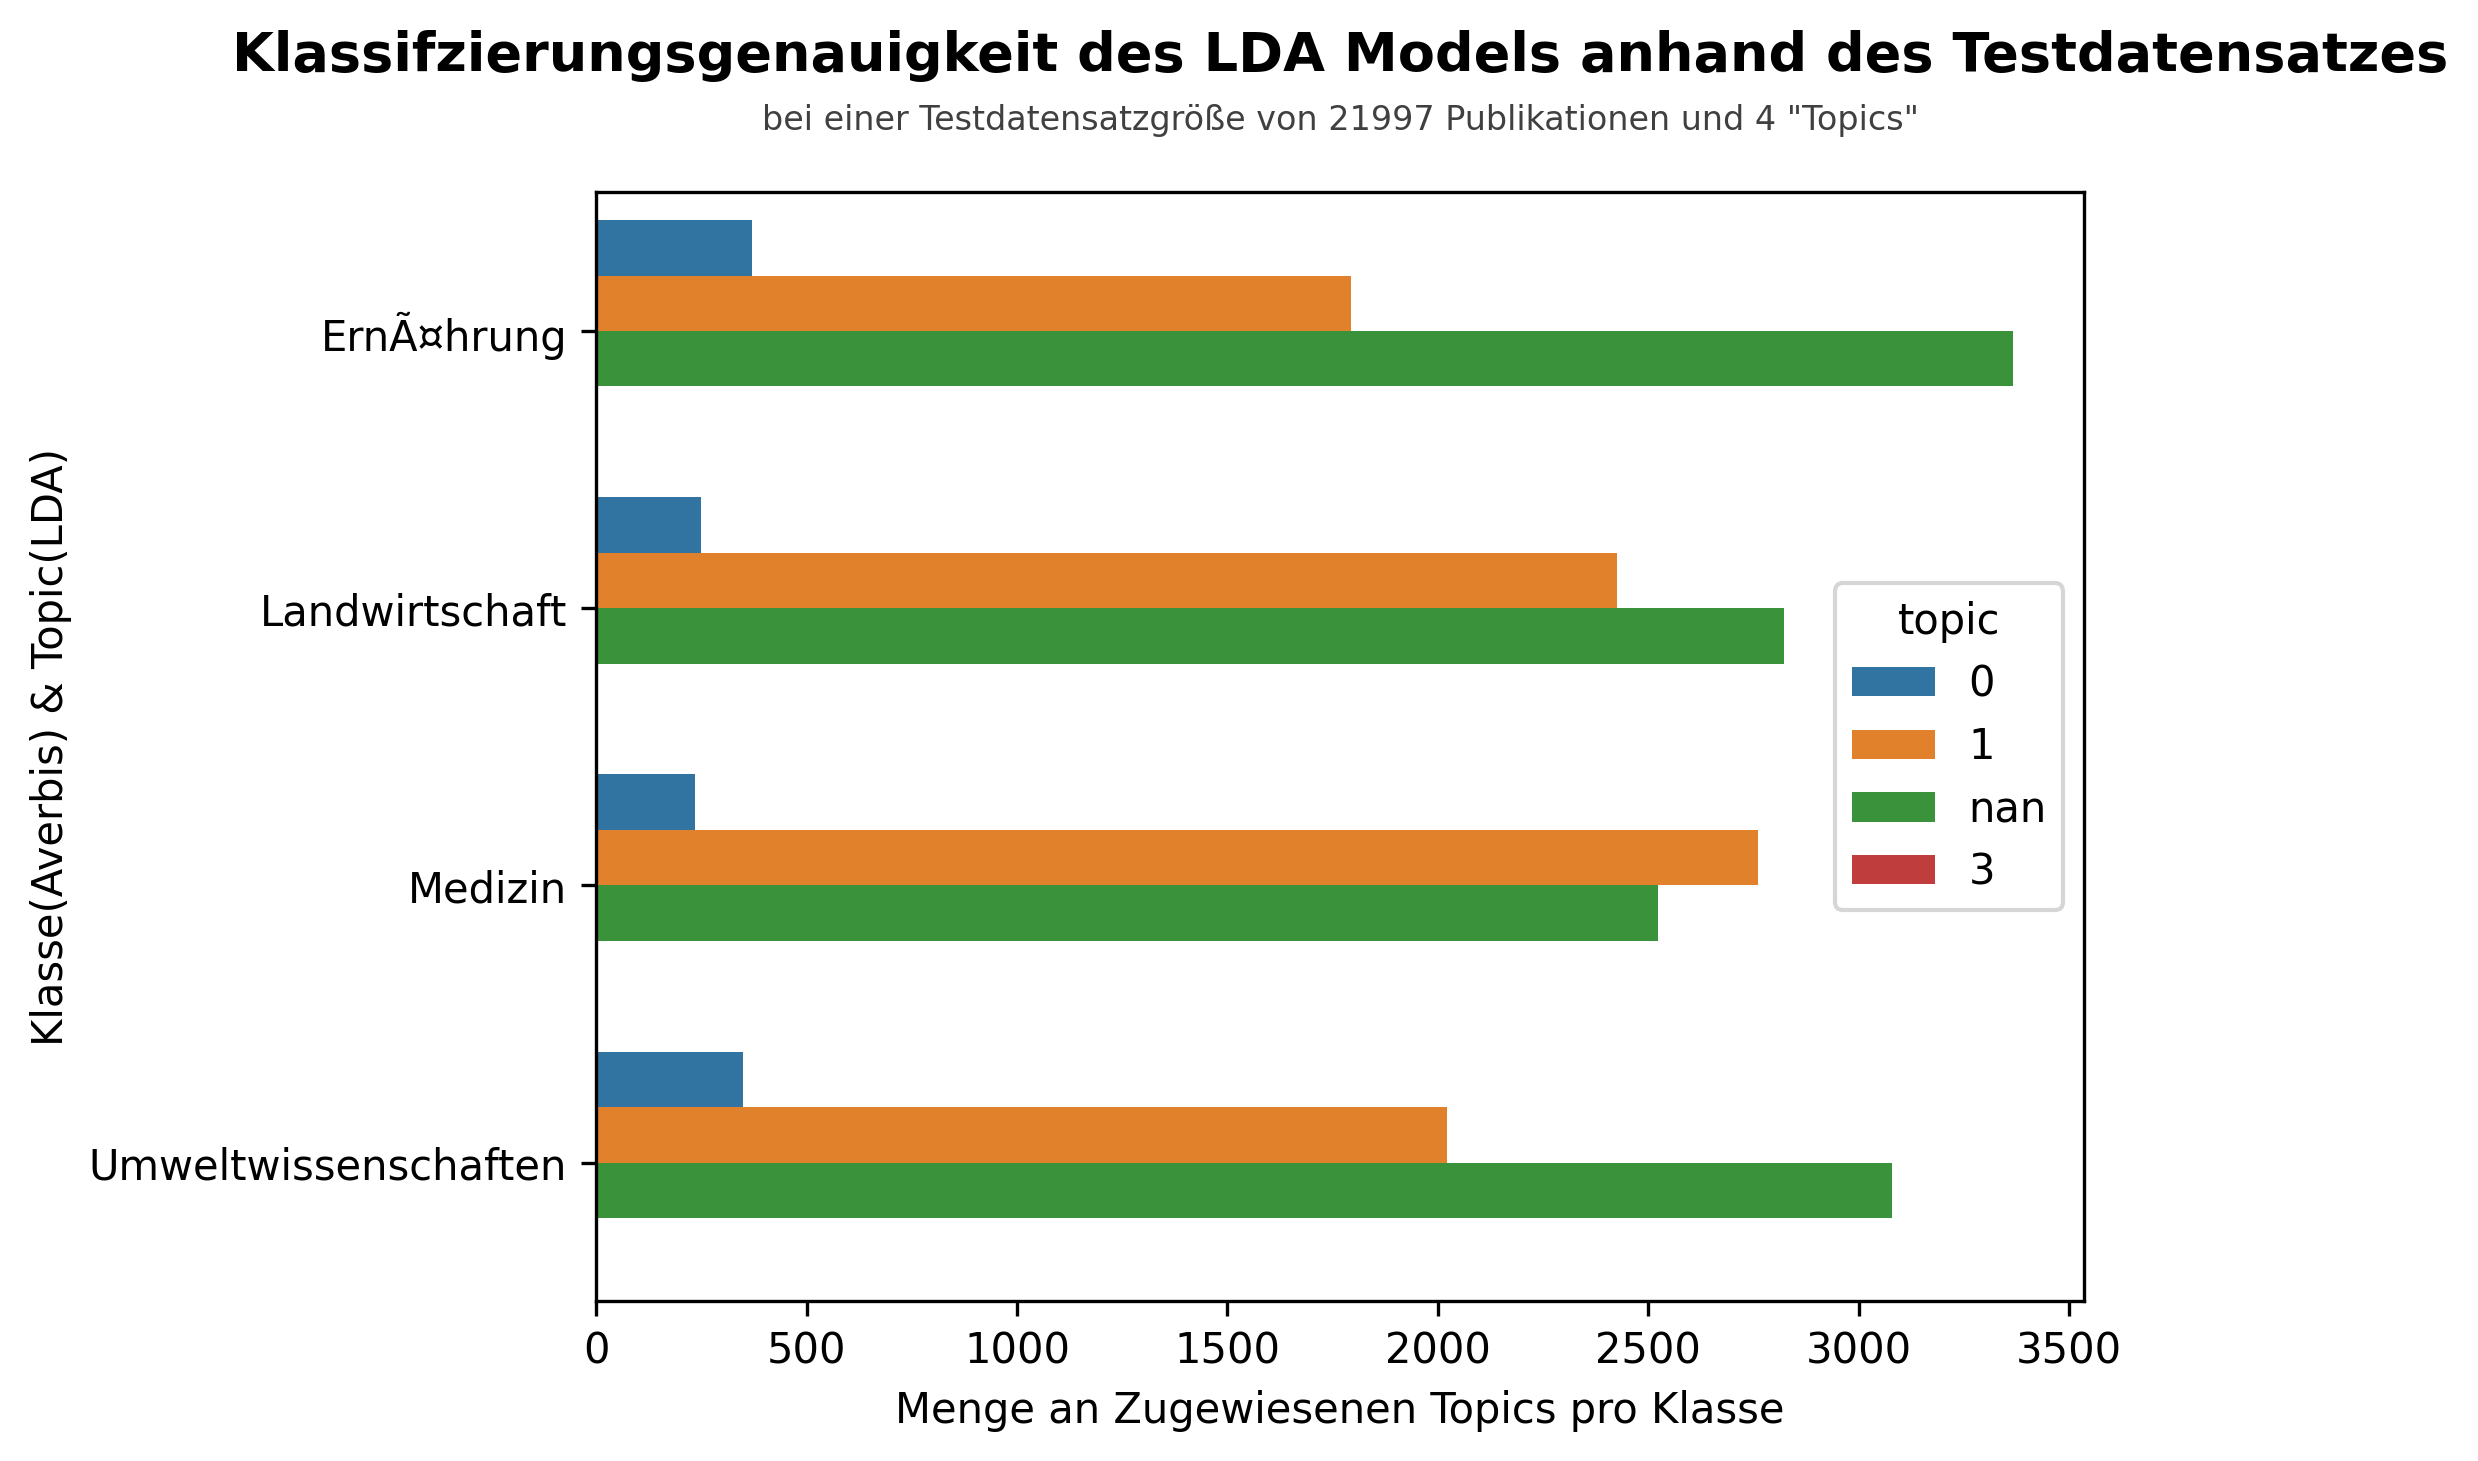 Klassifzierungsgenauigkeit des LDA Models anhand des Testdatensatzes
bei einer Testdatensatzgröße von 21997 Publikationen und 4 "Topics"
Klasse(Averbis) & Topic(LDA)
ErnÃ¤hrung
Landwirtschaft
Medizin
Umweltwissenschaften
topic
0
1
nan
3
0 500 1000 1500 2000 2500 3000 3500
Menge an Zugewiesenen Topics pro Klasse